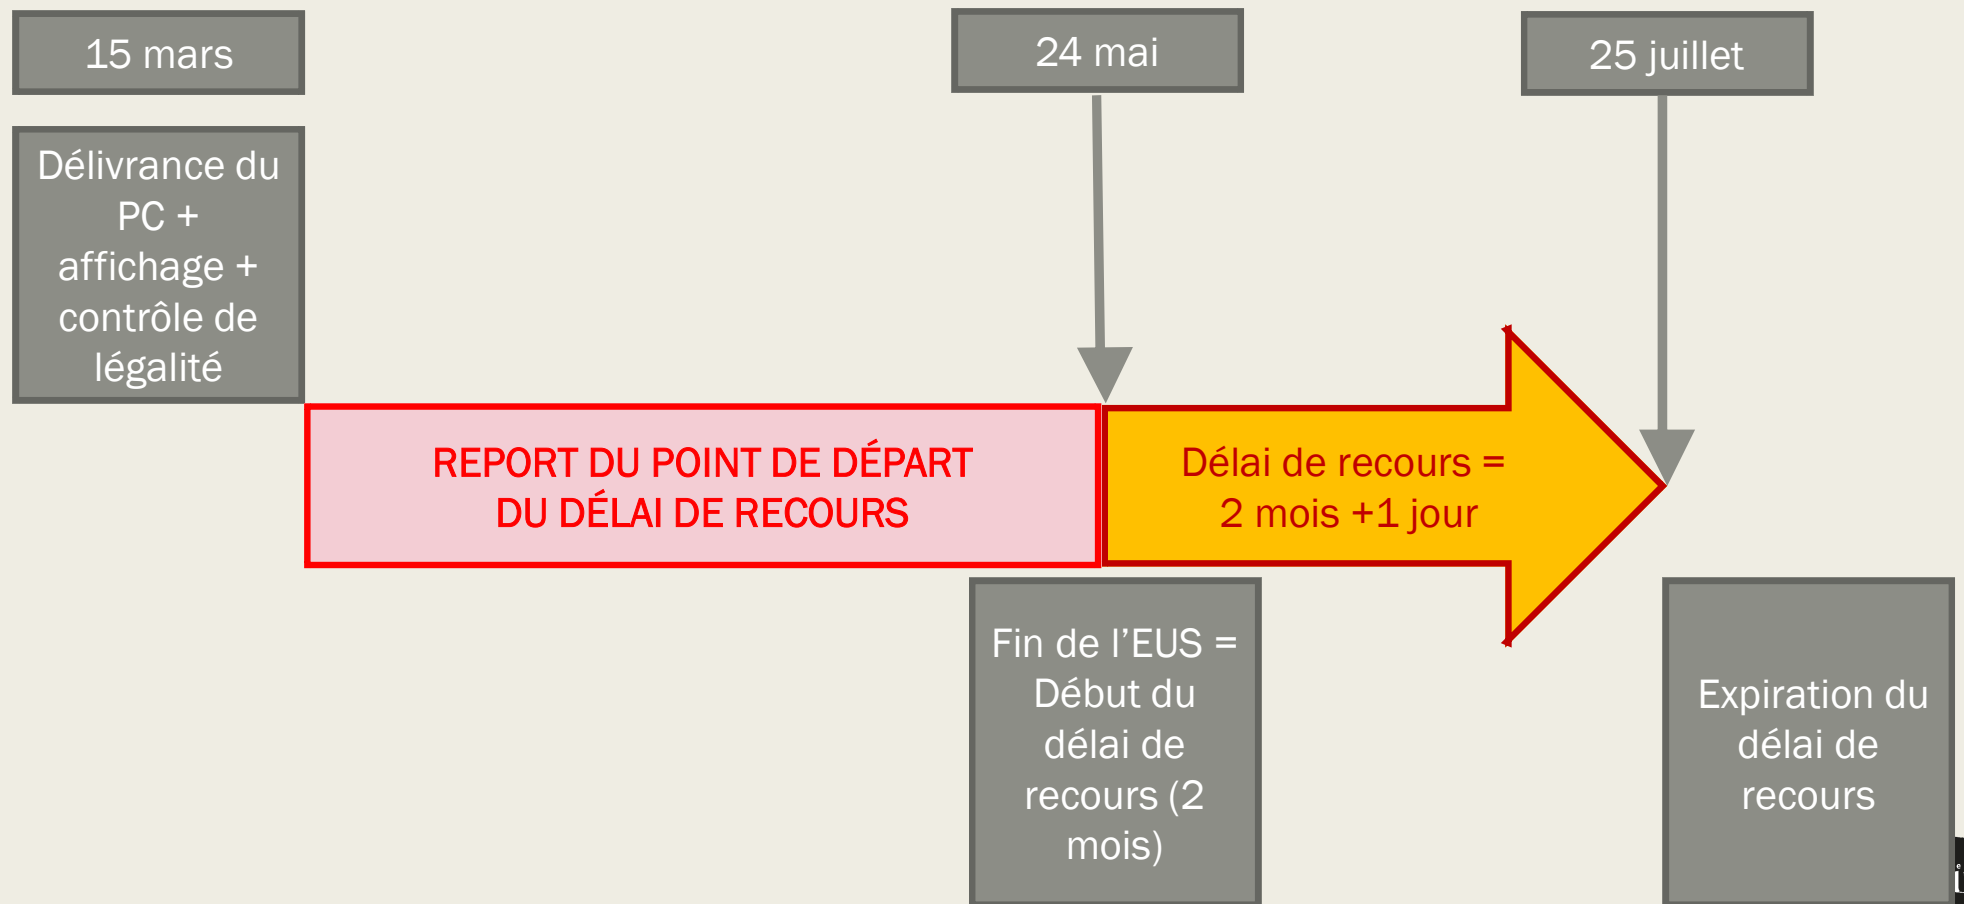 15 mars
24 mai
25 juillet
Délivrance du
PC +
affichage +
contrôle de
légalité
REPORT DU POINT DE DÉPART
DU DÉLAI DE RECOURS
Délai de recours =
2 mois +1 jour
Fin de l’EUS =
Début du
délai de
recours (2
mois)
Expiration du
délai de
recours